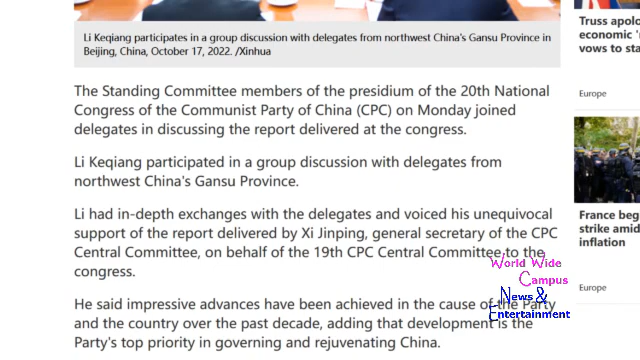 Li Keqiang participates in a group discussion with delegates from northwest China's Gansu Province in
Beijing, China, October 17, 2022. /Xinhua
The Standing Committee members of the presidium of the 20th National
Congress of the Communist Party of China (CPC) on Monday joined
delegates in discussing the report delivered at the congress.
Li Keqiang participated in a group discussion with delegates from
northwest China's Gansu Province.
Li had in-depth exchanges with the delegates and voiced his unequivocal
support of the report delivered by Xi Jinping, general secretary of the CPC
Central Committee, on behalf of the 19th CPC Central Committee to the
congress.
He said impressive advances have been achieved in the cause of the Party
and the country over the past decade, adding that development is the
Party's top priority in governing and rejuvenating China.
Truss apolo
economic '
vows to sta
Europe
France beg
strike amid
inflation
Europe
World Wide
Campus
News &
Entertainment